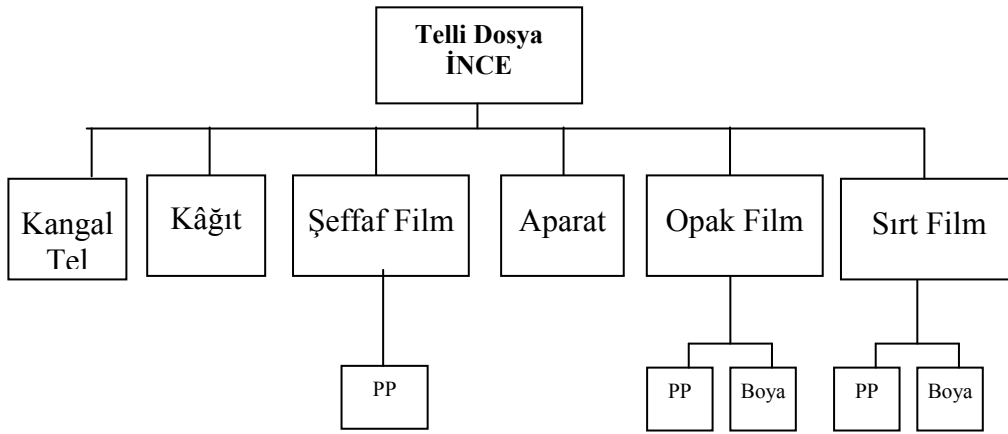 Telli Dosya
İNCE
Kangal
Tel
Kâğıt
Şeffaf Film
Aparat
Opak Film
Sırt Film
PP
PP
Boya
PP
Boya